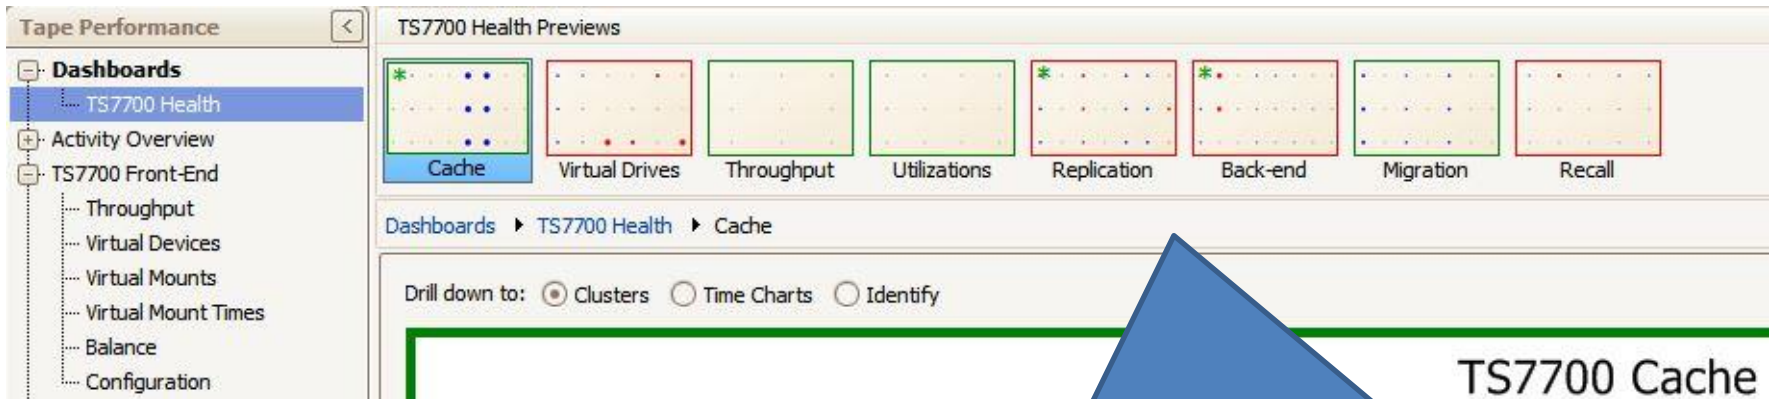 Tape Performance
Dashboards
TS7700 Health
Activity Overview
TS7700 Front-End
Throughput
Virtual Devices
Virtual Mounts
Virtual Mount Times
Balance
Configuration
TS7700 Health Previews
Cache
Virtual Drives
Throughput
Utilizations
Replication
Back-end
Migration
Recall
Dashboards TS7700 Health Cache
Drill down to: Clusters Time Charts Identify
TS7700 Cache